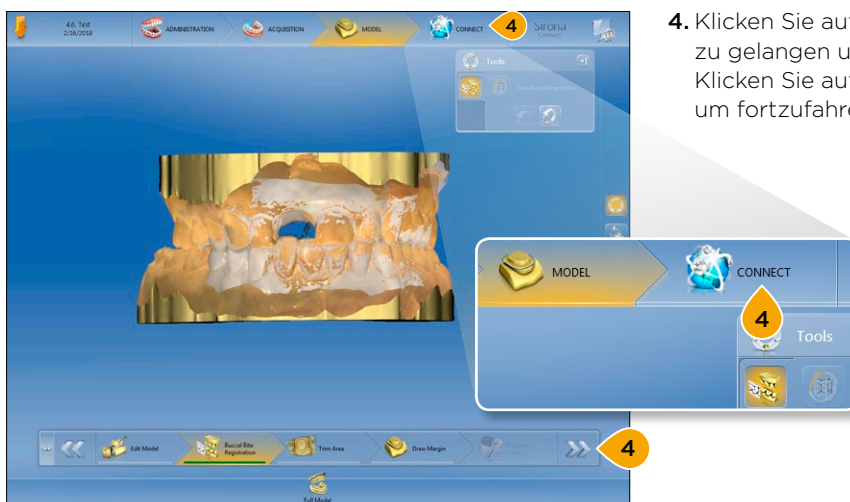 46, Test
2/16/2018
ADMINISTRATION
ACQUISITION
MODEL
CONNECT
4
Sirona
Connect
Tools
4. Klicken Sie auf
zu gelangen u
Klicken Sie auf
um fortzufahre
MODEL
CONNECT
4
Tools
Edit Model
Buccal Bite
Registration
Trim Area
Draw Margin
4
Full Model